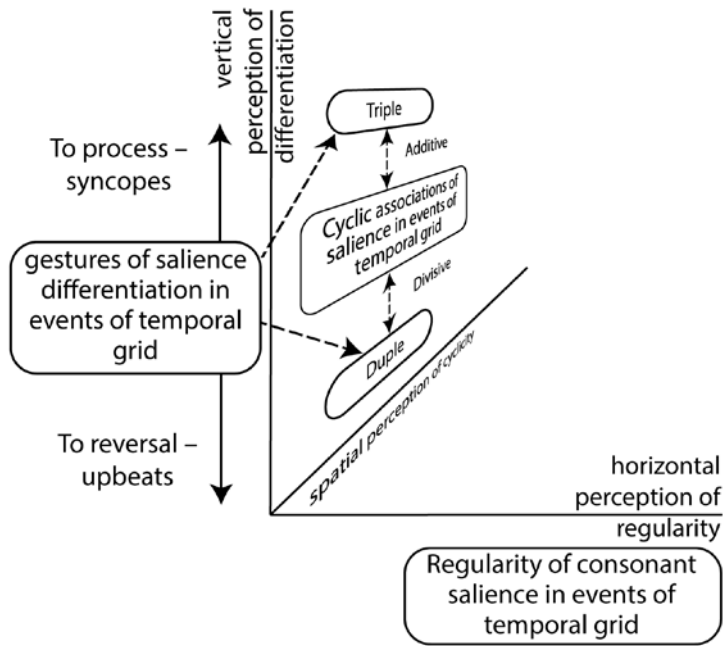 vertical
perception of
differentiation
To process –
syncopes
gestures of salience
differentiation in
events of temporal
grid
To reversal –
upbeats
Triple
Additive
Cyclic associations of
salience in events of
temporal grid
Divisive
Duple
spatial perception of cyclicity
horizontal
perception of
regularity
Regularity of consonant
salience in events of
temporal grid